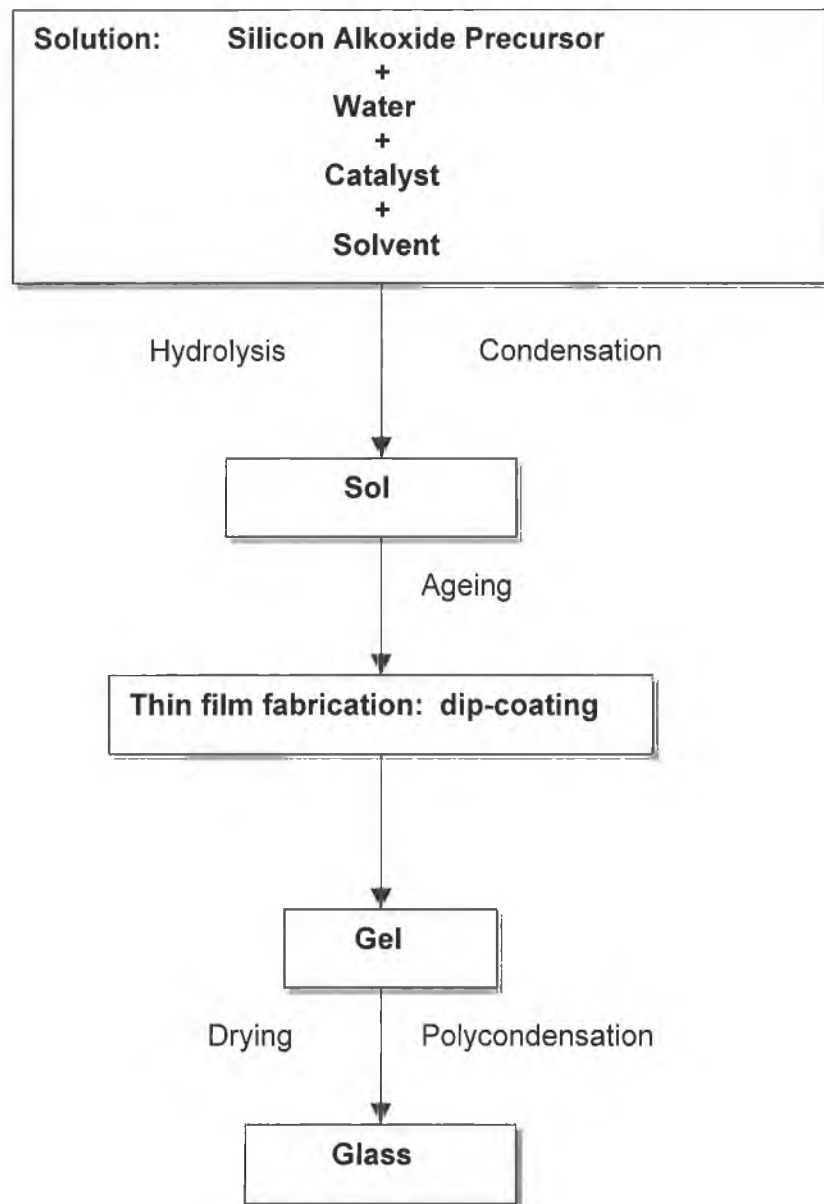 Solution: Silicon Alkoxide Precursor
+
Water
+
Catalyst
+
Solvent
Hydrolysis Condensation
Sol
Ageing
Thin film fabrication: dip-coating
Gel
Drying Polycondensation
Glass